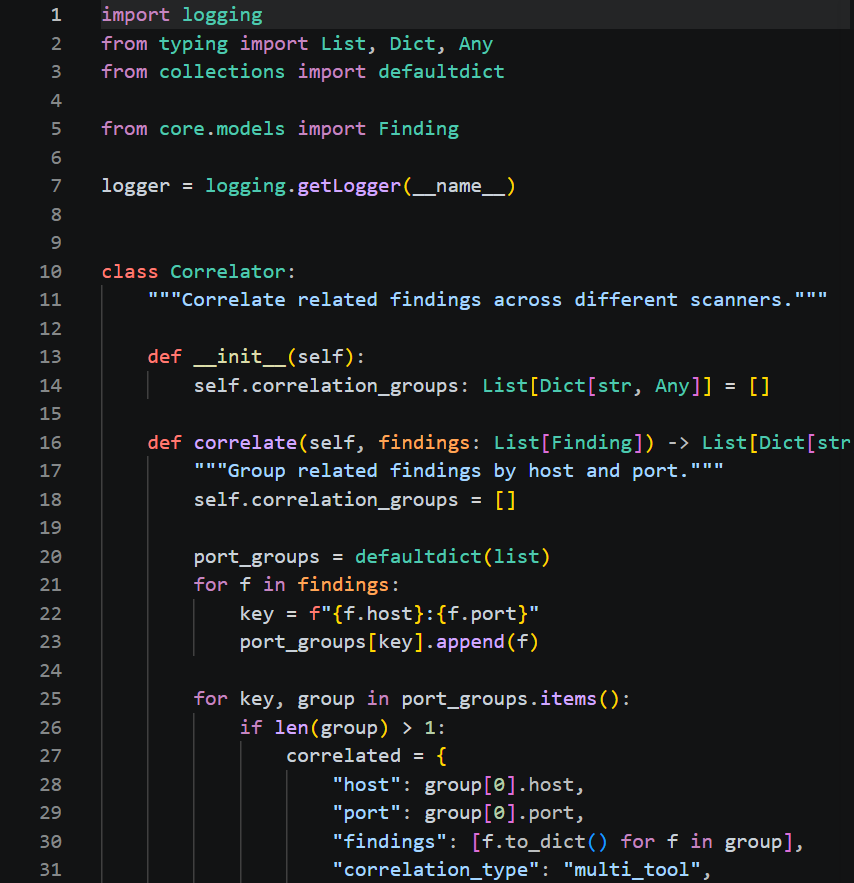 1 import logging
2 from typing import List, Dict, Any
3 from collections import defaultdict
4
5 from core.models import Finding
6
7 logger = logging.getLogger(__name__)
8
9
10 class Correlator:
11     """Correlate related findings across different scanners."""
12
13     def __init__(self):
14         self.correlation_groups: List[Dict[str, Any]] = []
15
16     def correlate(self, findings: List[Finding]) -> List[Dict[str
17         """Group related findings by host and port."""
18         self.correlation_groups = []
19
20         port_groups = defaultdict(list)
21         for f in findings:
22             key = f"{f.host}:{f.port}"
23             port_groups[key].append(f)
24
25         for key, group in port_groups.items():
26             if len(group) > 1:
27                 correlated = {
28                     "host": group[0].host,
29                     "port": group[0].port,
30                     "findings": [f.to_dict() for f in group],
31                     "correlation_type": "multi_tool",